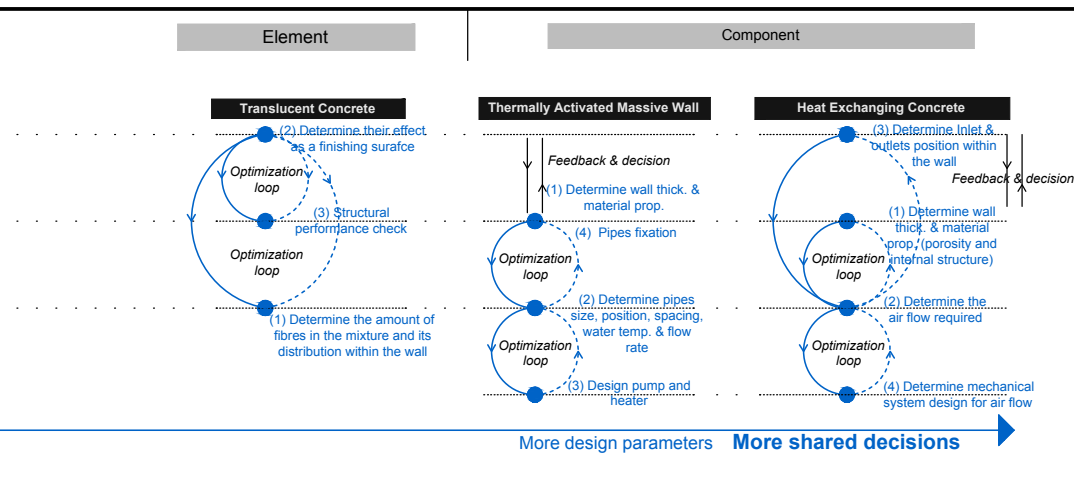 Element
Component
Translucent Concrete
(2) Determine their effect
as a finishing surafce
Optimization
loop
(3) Structural
performance check
Optimization
loop
(1) Determine the amount of
fibres in the mixture and its
distribution within the wall
Thermally Activated Massive Wall
Feedback & decision
(1) Determine wall thick. &
material prop.
(4) Pipes fixation
Optimization
loop
(2) Determine pipes
size, position, spacing,
water temp. & flow
rate
Optimization
loop
(3) Design pump and
heater
Heat Exchanging Concrete
(3) Determine Inlet &
outlets position within
the wall
Feedback & decision
(1) Determine wall
thick. & material
prop. (porosity and
internal structure)
Optimization
loop
(2) Determine the
air flow required
Optimization
loop
(4) Determine mechanical
system design for air flow
More design parameters More shared decisions